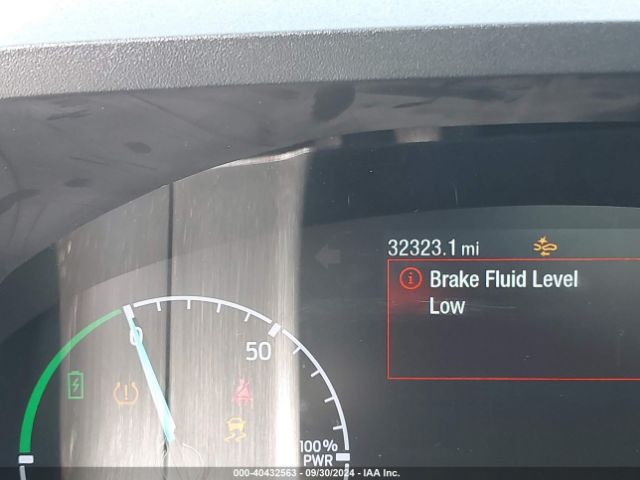 32323.1 mi
Brake Fluid Level
Low
0
50
100%
PWR
000-40432563 - 09/30/2024 - IAA Inc.